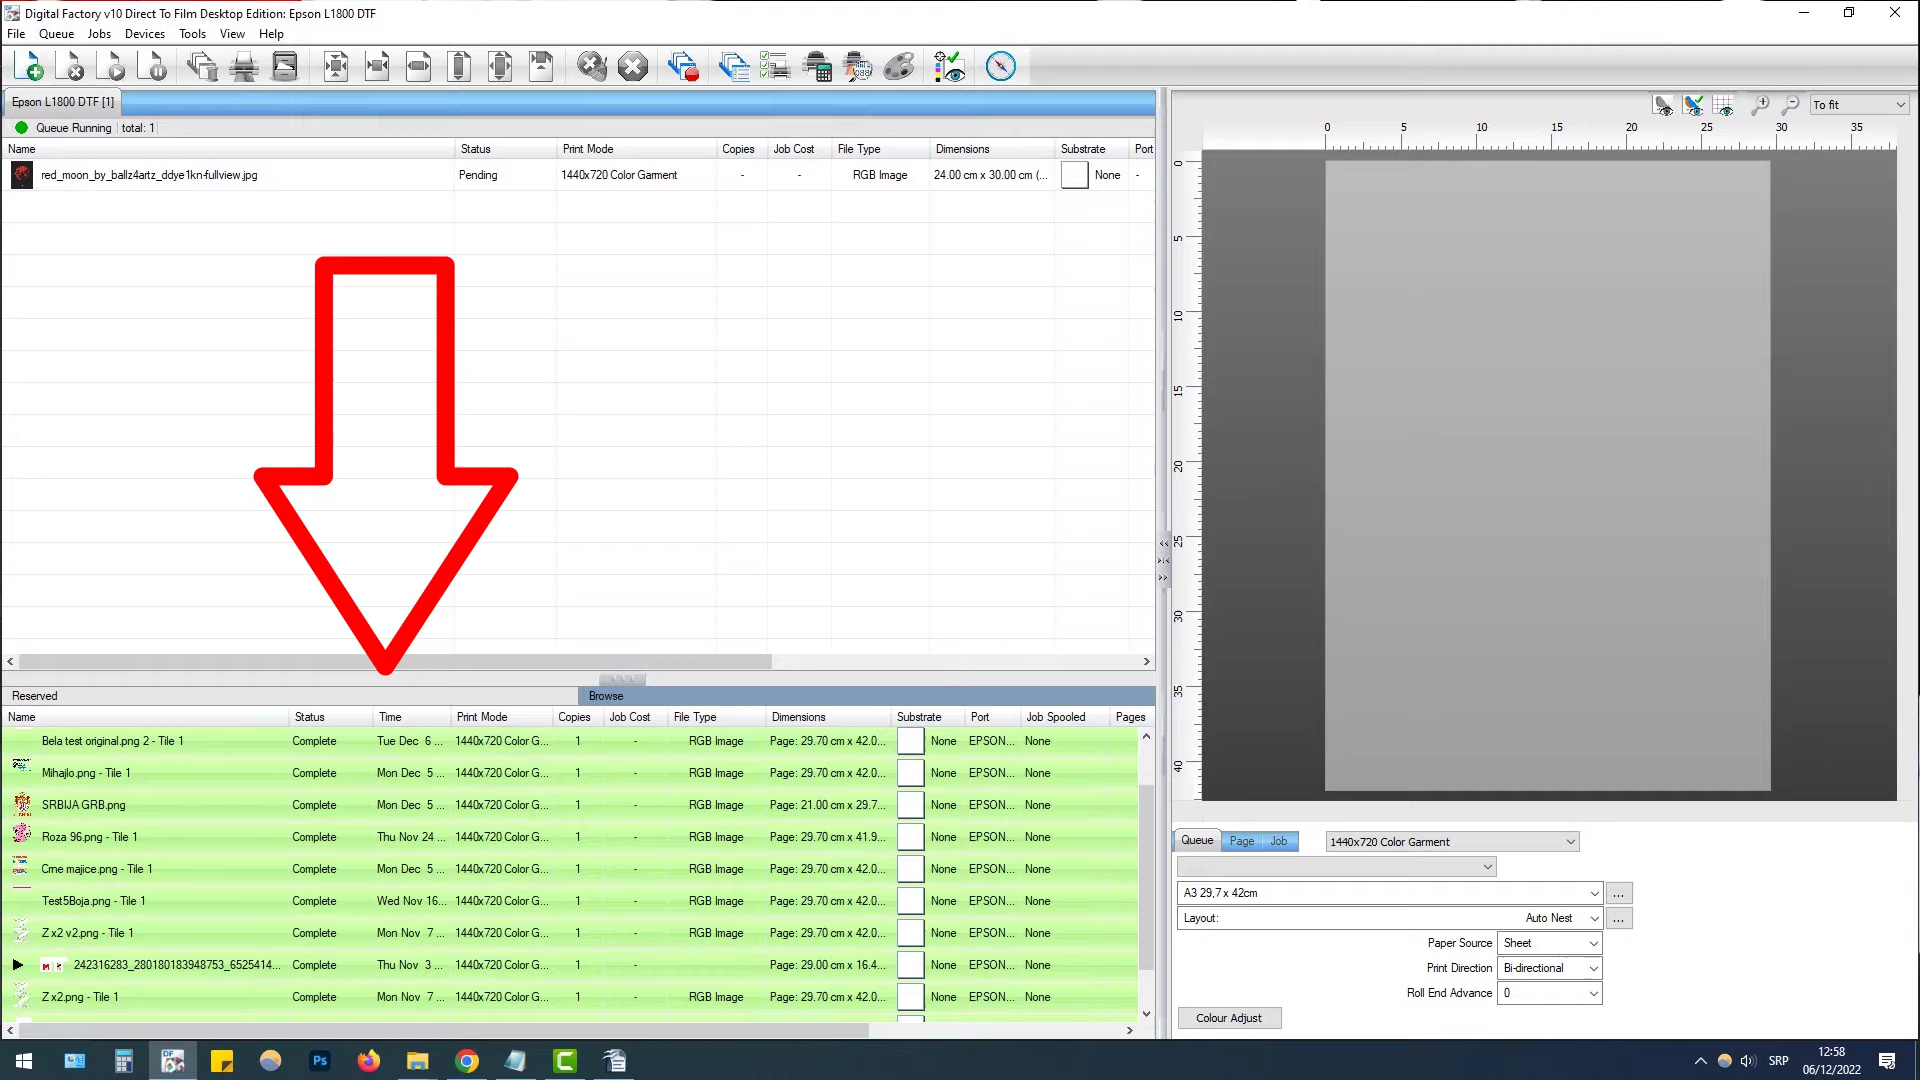 Digital Factory v10 Direct To Film Desktop Edition: Epson L1800 DTF
File Queue Jobs Devices Tools View Help
Epson L1800 DTF [1]
Queue Running total: 1
Name Status Print Mode Copies Job Cost File Type Dimensions Substrate Port
red_moon_by_ballz4artz_ddye1kn-fullview.jpg Pending 1440x720 Color Garment - - RGB Image 24.00 cm x 30.00 cm (... None -
Reserved Browse
Name Status Time Print Mode Copies Job Cost File Type Dimensions Substrate Port Job Spooled Pages
Bela test original.png 2 - Tile 1 Complete Tue Dec 6 ... 1440x720 Color G... 1 - RGB Image Page: 29.70 cm x 42.0... None EPSON... None
Mihajlo.png - Tile 1 Complete Mon Dec 5 ... 1440x720 Color G... 1 - RGB Image Page: 29.70 cm x 42.0... None EPSON... None
SRBIJA GRB.png Complete Mon Dec 5 ... 1440x720 Color G... 1 - RGB Image Page: 21.00 cm x 29.7... None EPSON... None
Roza 96.png - Tile 1 Complete Thu Nov 24 ... 1440x720 Color G... 1 - RGB Image Page: 29.70 cm x 41.9... None EPSON... None
Crne majice.png - Tile 1 Complete Mon Dec 5 ... 1440x720 Color G... 1 - RGB Image Page: 29.70 cm x 42.0... None EPSON... None
Test5Boja.png - Tile 1 Complete Wed Nov 16... 1440x720 Color G... 1 - RGB Image Page: 29.70 cm x 42.0... None EPSON... None
Z x2 v2.png - Tile 1 Complete Mon Nov 7 ... 1440x720 Color G... 1 - RGB Image Page: 29.70 cm x 42.0... None EPSON... None
242316283_280180183948753_6525414... Complete Thu Nov 3 ... 1440x720 Color G... 1 - RGB Image Page: 29.00 cm x 16.4... None EPSON... None
Z x2.png - Tile 1 Complete Mon Nov 7 ... 1440x720 Color G... 1 - RGB Image Page: 29.70 cm x 42.0... None EPSON... None
To fit
0 5 10 15 20 25 30 35
0
5
10
15
20
25
30
35
40
Queue Page Job 1440x720 Color Garment
A3 29,7 x 42cm ...
Layout: Auto Nest ...
Paper Source Sheet
Print Direction Bi-directional
Roll End Advance 0
Colour Adjust
DF
Ps
SRP
12:58
06/12/2022